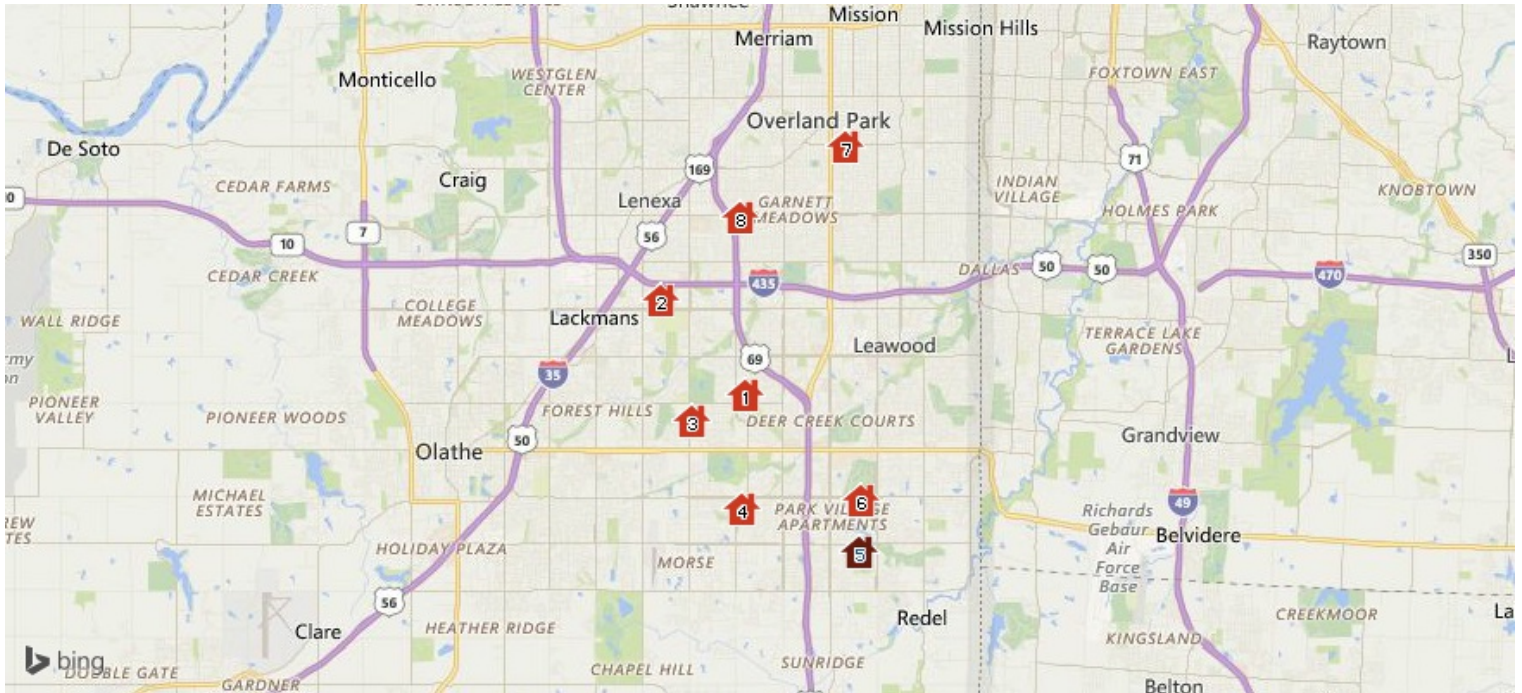 Shawnee
Mission
Merriam
Mission Hills
Raytown
Monticello
WESTGLEN
CENTER
FOXTOWN EAST
Overland Park
De Soto
7
71
169
CEDAR FARMS
Craig
INDIAN
VILLAGE
KNOBTOWN
Lenexa
GARNETT
MEADOWS
HOLMES PARK
8
7
56
10
350
CEDAR CREEK
DALLAS
50
50
470
435
COLLEGE
MEADOWS
2
WALL RIDGE
Lackmans
TERRACE LAKE
GARDENS
Leawood
69
35
PIONEER
VALLEY
PIONEER WOODS
FOREST HILLS
1
3
DEER CREEK COURTS
Grandview
50
Olathe
MICHAEL
ESTATES
6
49
4
PARK VILLAGE
APARTMENTS
Richards
Gebaur
Air
Force
Base
Belvidere
HOLIDAY PLAZA
5
MORSE
56
Redel
CREEKMOOR
Clare
HEATHER RIDGE
KINGSLAND
bing
DOUBLE GATE
CHAPEL HILL
SUNRIDGE
GARDNER
Belton